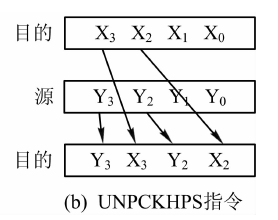 目的 X₃ X₂ X₁ X₀
源 Y₃ Y₂ Y₁ Y₀
目的 Y₃ X₃ Y₂ X₂
(b) UNPCKHPS指令